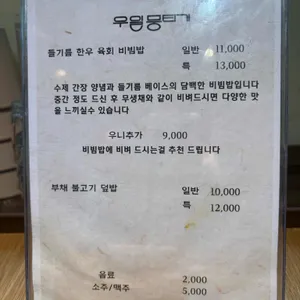 우왕몽티게
들기름 한우 육회 비빔밥 일반 11,000
특 13,000
수제 간장 양념과 들기름 베이스의 담백한 비빔밥입니다
중간 정도 드신 후 무생채와 같이 비벼드시면 다양한 맛
을 느끼실수 있습니다
우니추가 9,000
비빔밥에 비벼 드시는걸 추천 드립니다
부채 불고기 덮밥 일반 10,000
특 12,000
음료 2,000
소주/맥주 5,000